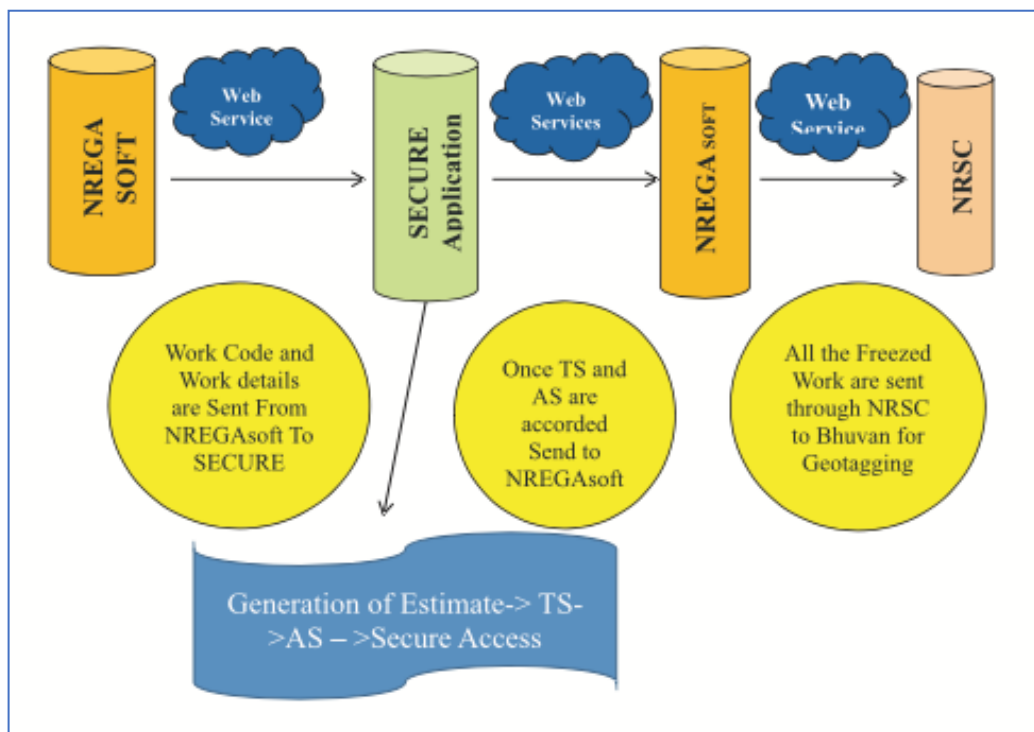 NREGA
SOFT
Web
Service
SECURE
Application
Web
Services
NREGA SOFT
Web
Service
NRSC
Work Code and
Work details
are Sent From
NREGAsoft To
SECURE
Once TS and
AS are
accorded
Send to
NREGAsoft
All the Freezed
Work are sent
through NRSC
to Bhuvan for
Geotagging
Generation of Estimate-> TS-
>AS – >Secure Access